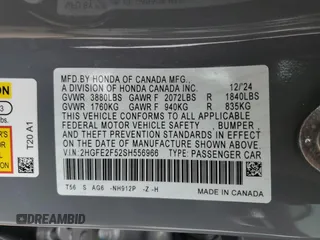 MFD. BY HONDA OF CANADA MFG.,
A DIVISION OF HONDA CANADA INC. 12/24
GVWR 3880LBS GAWR F 2072LBS R 1840LBS
GVWR 1760KG GAWR F 940KG R 835KG
THIS VEHICLE CONFORMS TO ALL APPLICABLE
FEDERAL MOTOR VEHICLE SAFETY , BUMPER ,
AND THEFT PREVENTION STANDARDS IN EFFECT ON
THE DATE OF MANUFACTURE SHOWN ABOVE.
V.I.N:2HGFE2F52SH556966 TYPE:PASSENGER CAR
T56 S AG6 -NH912P -Z -H
MADE IN CANADA
T20 A1
3
DREAMBID